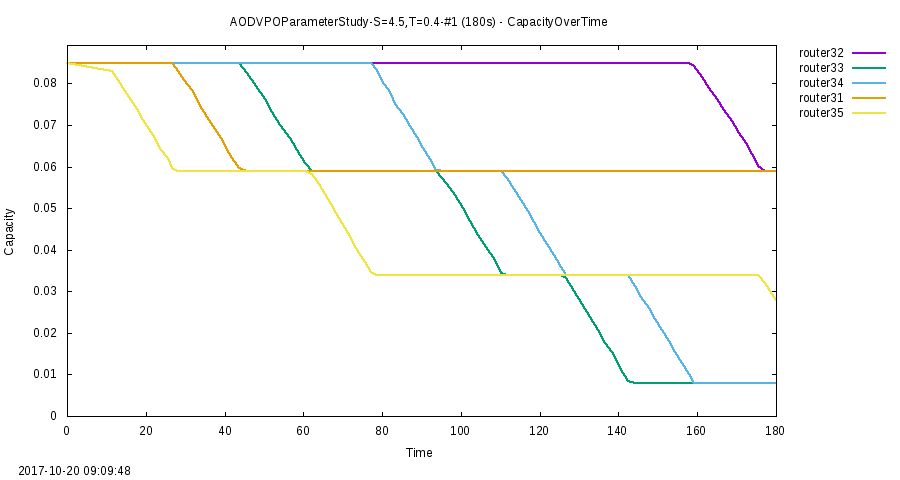 AODVPOParameterStudy-S=4.5,T=0.4-#1 (180s) - CapacityOverTime
router32
router33
router34
router31
router35
0.08
0.07
0.06
0.05
0.04
0.03
0.02
0.01
0
Capacity
0 20 40 60 80 100 120 140 160 180
Time
2017-10-20 09:09:48